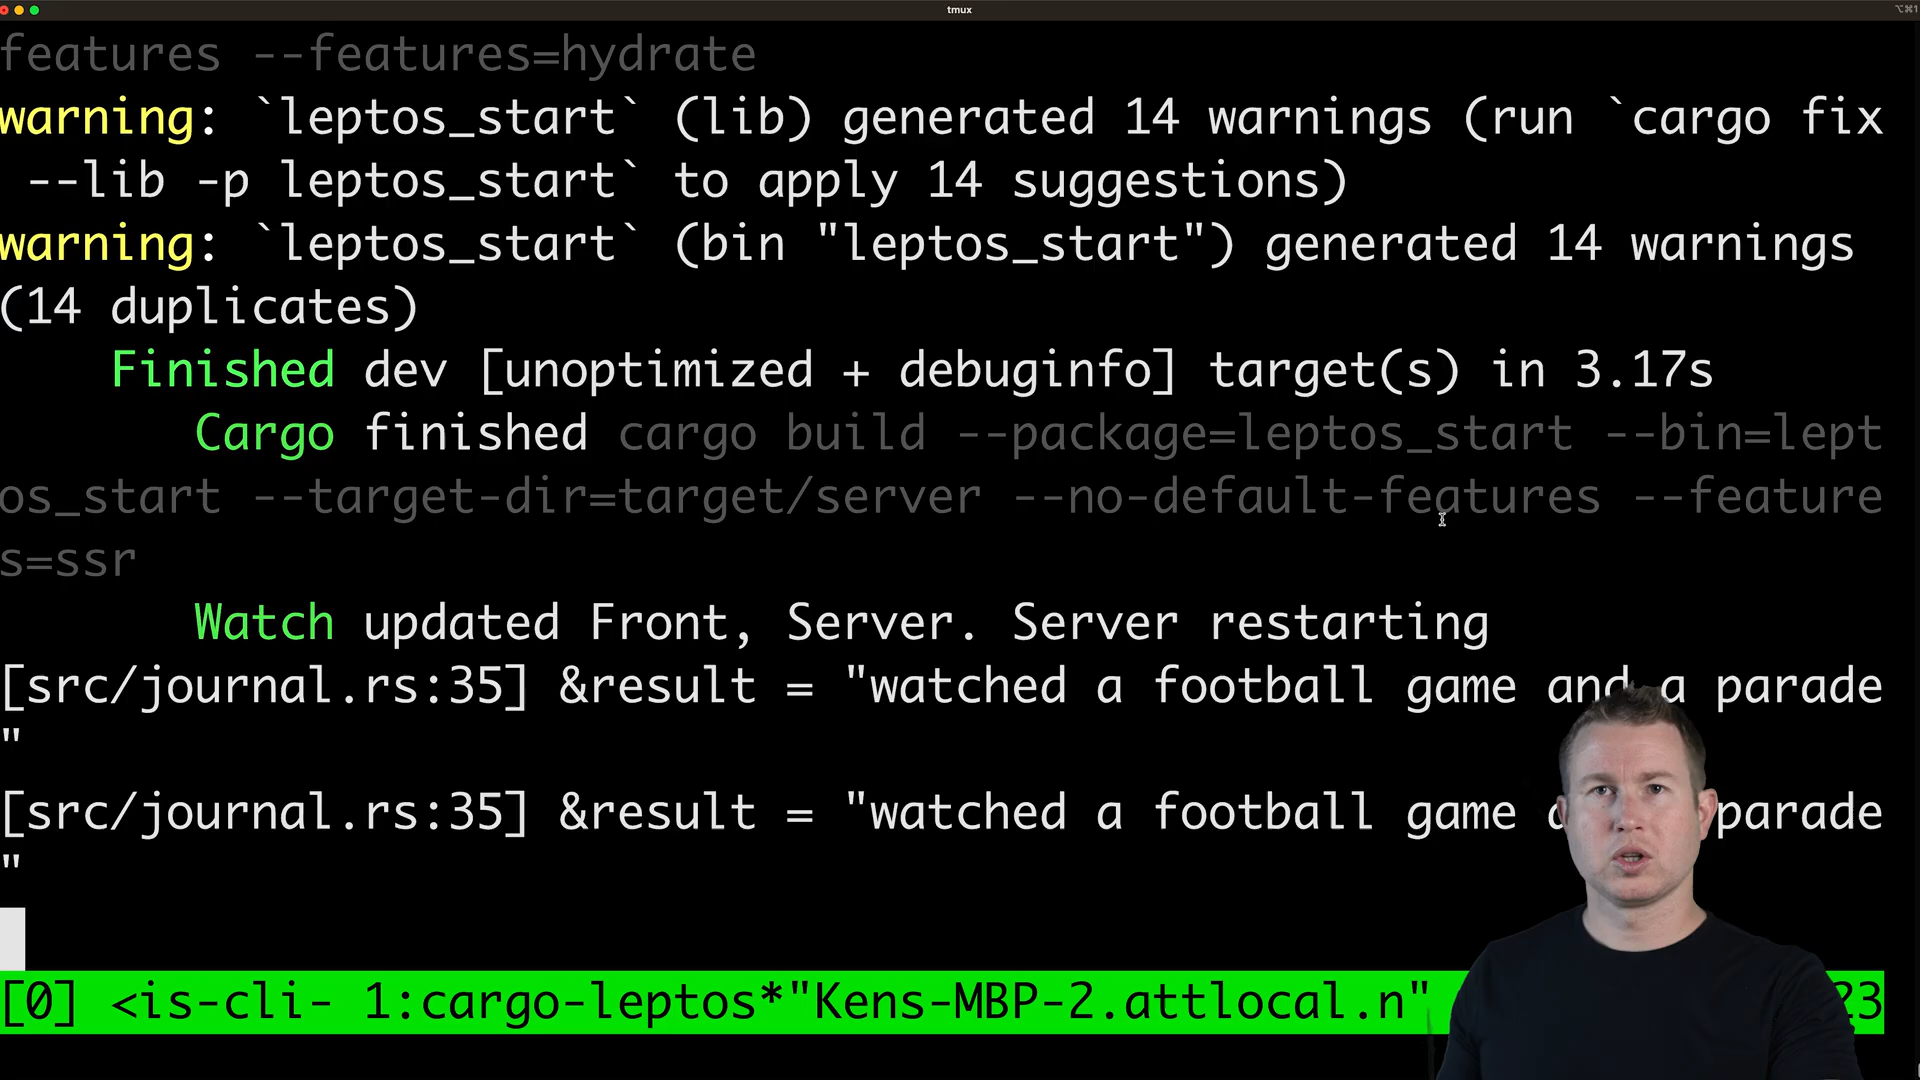 tmux
⌥⌘1
features --features=hydrate
warning: `leptos_start` (lib) generated 14 warnings (run `cargo fix
--lib -p leptos_start` to apply 14 suggestions)
warning: `leptos_start` (bin "leptos_start") generated 14 warnings
(14 duplicates)
Finished dev [unoptimized + debuginfo] target(s) in 3.17s
Cargo finished cargo build --package=leptos_start --bin=lept
os_start --target-dir=target/server --no-default-features --feature
s=ssr
Watch updated Front, Server. Server restarting
[src/journal.rs:35] &result = "watched a football game and a parade
"
[src/journal.rs:35] &result = "watched a football game parade
"
[0] <is-cli- 1:cargo-leptos*"Kens-MBP-2.attlocal.n" 23